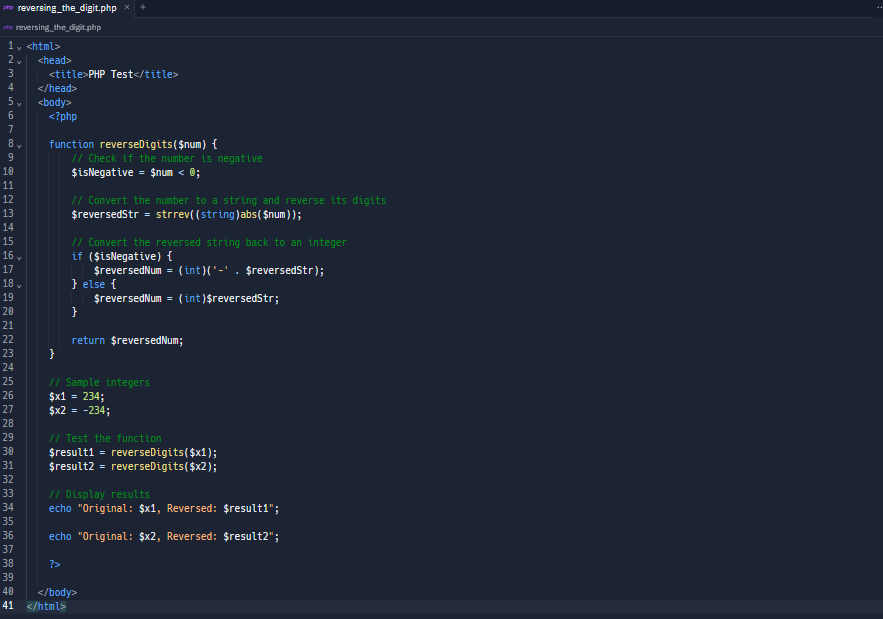 php reversing_the_digit.php × +
php reversing_the_digit.php
1 <html>
2 <head>
3 <title>PHP Test</title>
4 </head>
5 <body>
6 <?php
7
8 function reverseDigits($num) {
9 // Check if the number is negative
10 $isNegative = $num < 0;
11
12 // Convert the number to a string and reverse its digits
13 $reversedStr = strrev((string)abs($num));
14
15 // Convert the reversed string back to an integer
16 if ($isNegative) {
17 $reversedNum = (int)('-' . $reversedStr);
18 } else {
19 $reversedNum = (int)$reversedStr;
20 }
21
22 return $reversedNum;
23 }
24
25 // Sample integers
26 $x1 = 234;
27 $x2 = -234;
28
29 // Test the function
30 $result1 = reverseDigits($x1);
31 $result2 = reverseDigits($x2);
32
33 // Display results
34 echo "Original: $x1, Reversed: $result1";
35
36 echo "Original: $x2, Reversed: $result2";
37
38 ?>
39
40 </body>
41 </html>